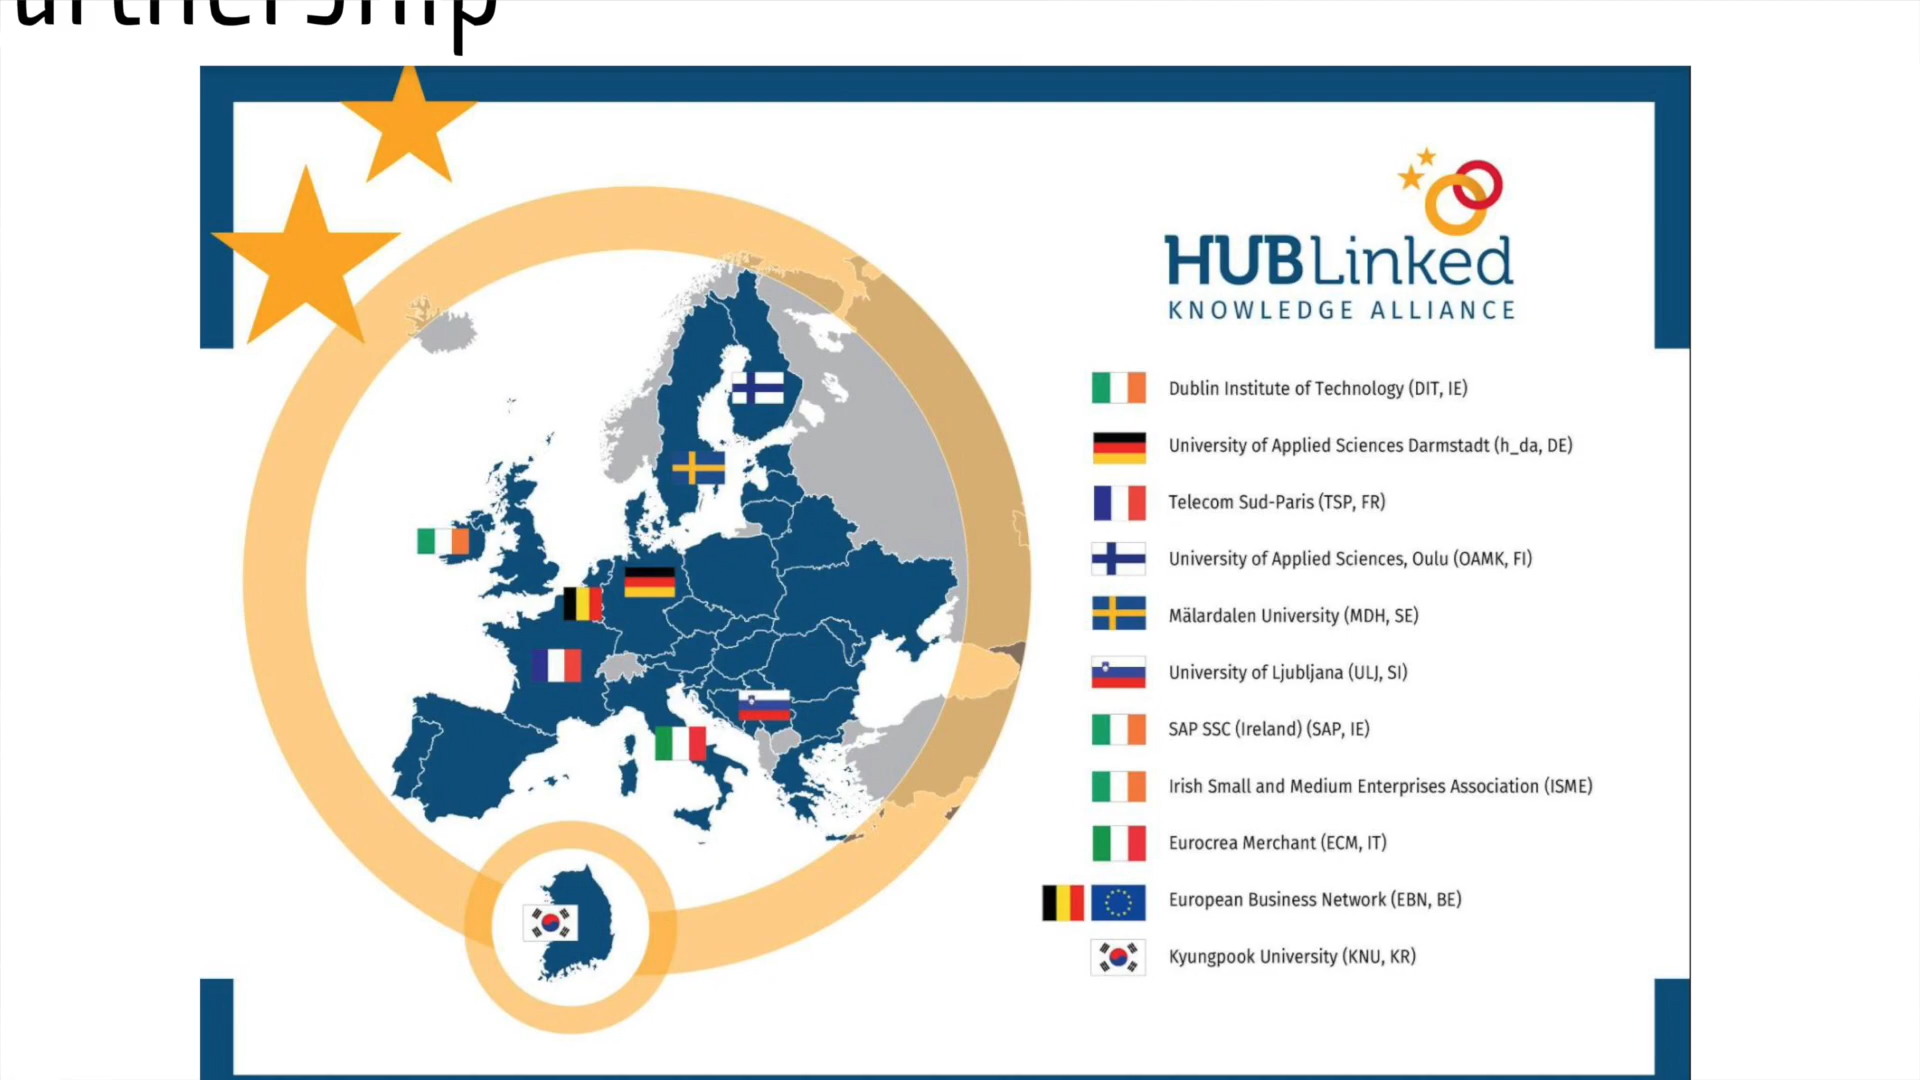 artnership
HUBLinked
KNOWLEDGE ALLIANCE
Dublin Institute of Technology (DIT, IE)
University of Applied Sciences Darmstadt (h_da, DE)
Telecom Sud-Paris (TSP, FR)
University of Applied Sciences, Oulu (OAMK, FI)
Mälardalen University (MDH, SE)
University of Ljubljana (ULJ, SI)
SAP SSC (Ireland) (SAP, IE)
Irish Small and Medium Enterprises Association (ISME)
Eurocrea Merchant (ECM, IT)
European Business Network (EBN, BE)
Kyungpook University (KNU, KR)